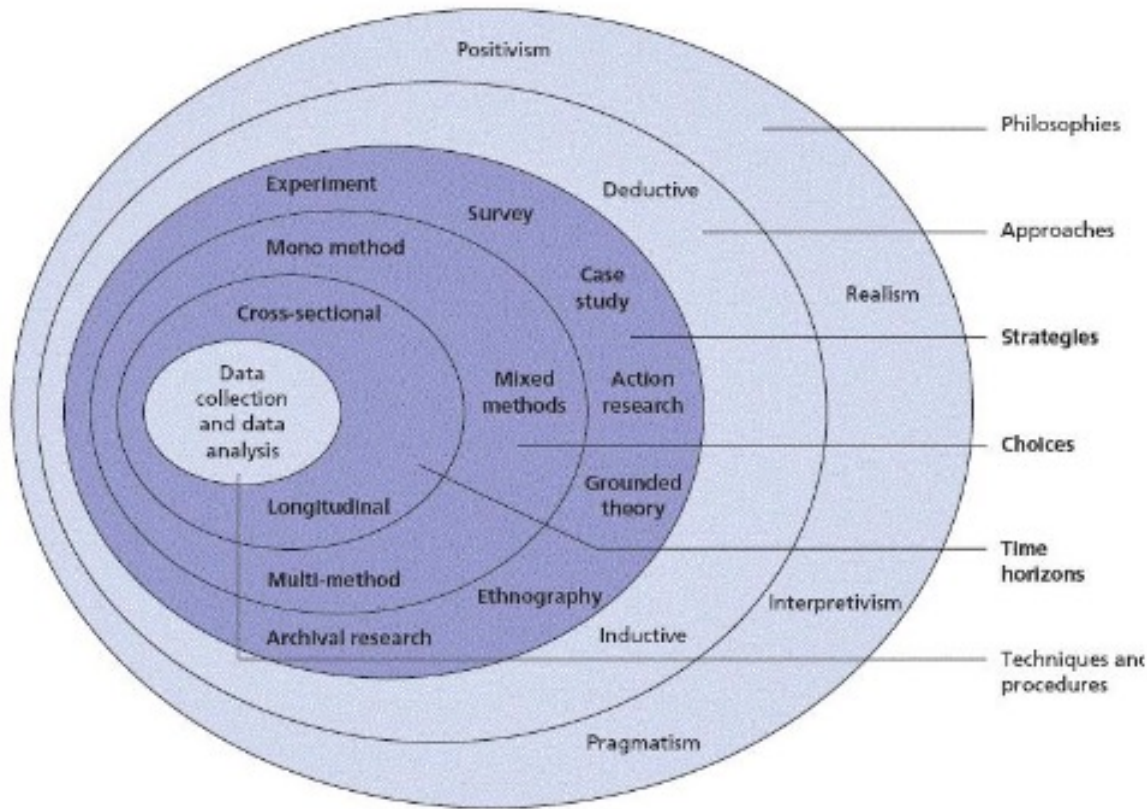 Positivism
Philosophies
Experiment
Deductive
Survey
Approaches
Mono method
Case
study
Realism
Cross-sectional
Strategies
Data
collection
and data
analysis
Mixed
methods
Action
research
Choices
Longitudinal
Grounded
theory
Time
horizons
Multi-method
Ethnography
Interpretivism
Archival research
Inductive
Techniques and
procedures
Pragmatism